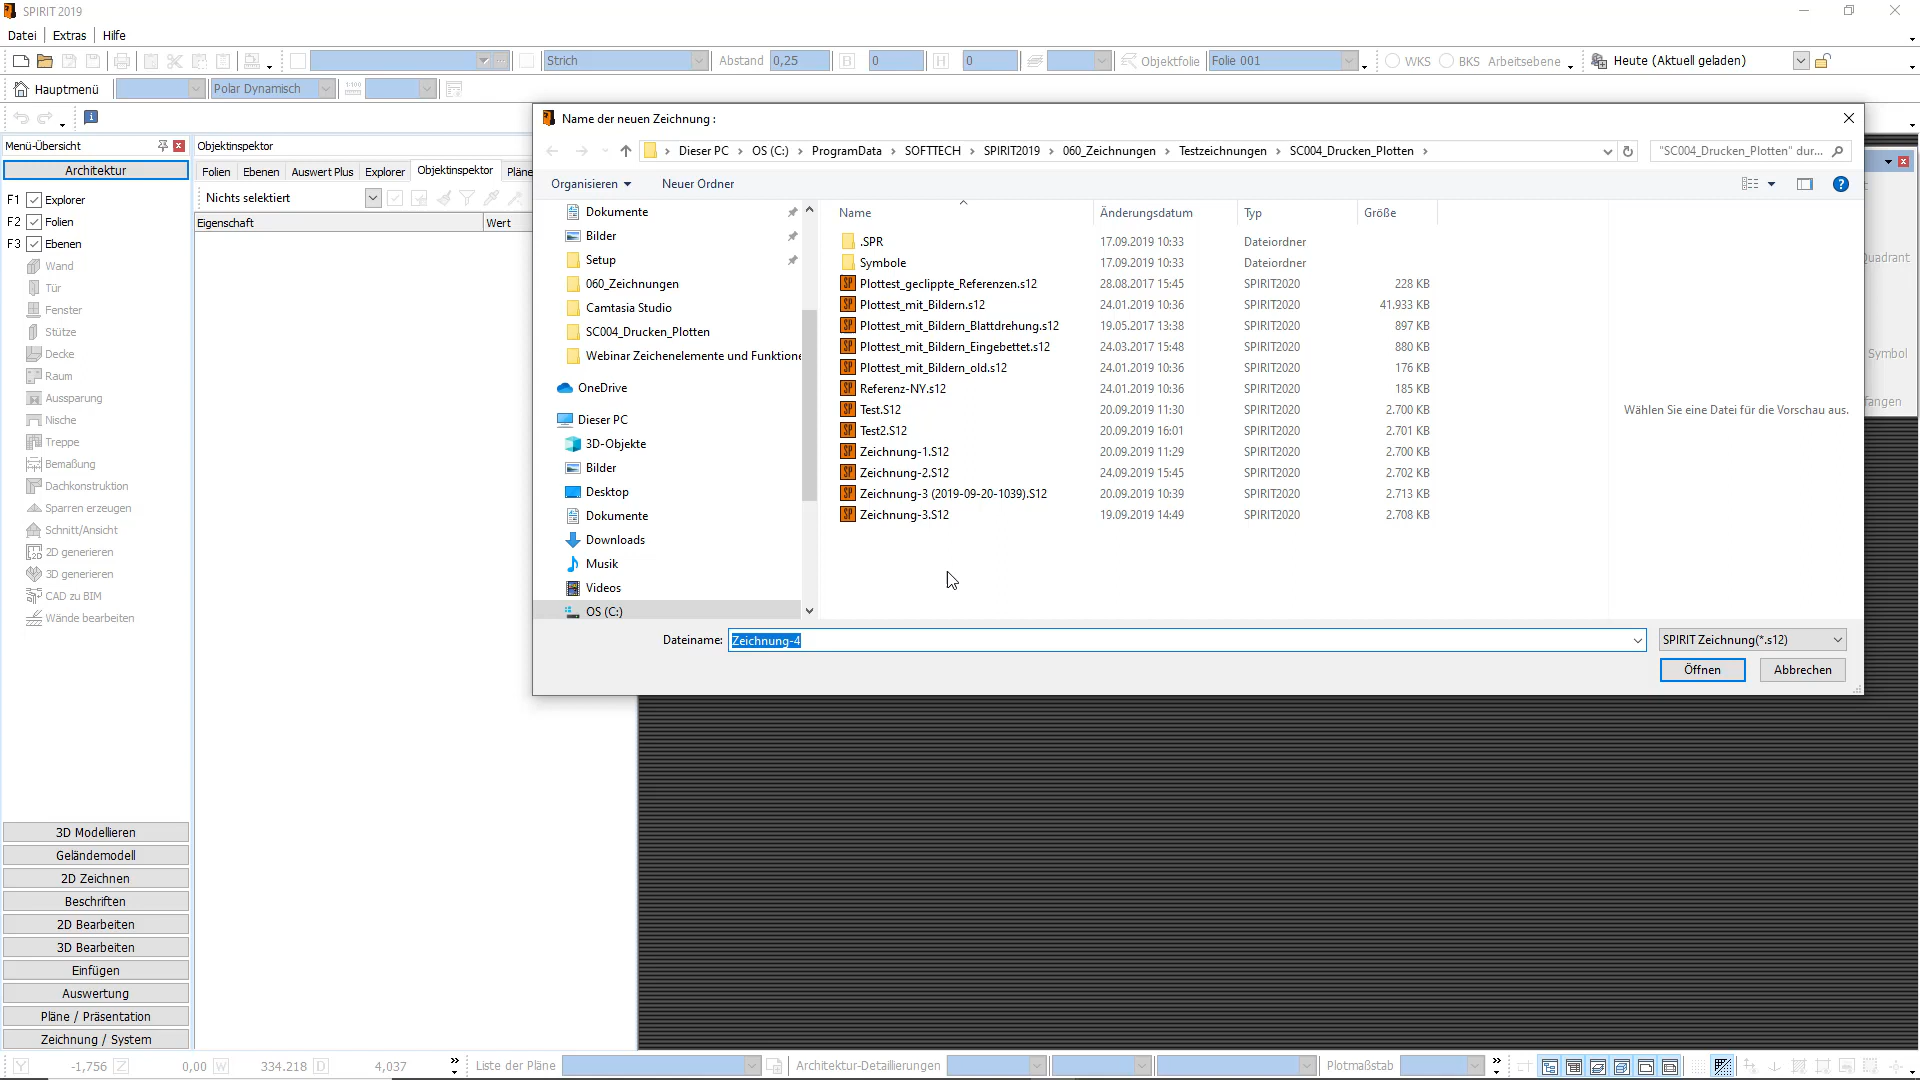 SPIRIT 2019
Datei Extras Hilfe
Strich Abstand 0,25 B 0 H 0 Objektfolie Folie 001 WKS BKS Arbeitsebene Heute (Aktuell geladen)
Hauptmenü Polar Dynamisch 1:100
Menü-Übersicht
Architektur
F1 Explorer
F2 Folien
F3 Ebenen
Wand
Tür
Fenster
Stütze
Decke
Raum
Aussparung
Nische
Treppe
Bemaßung
Dachkonstruktion
Sparren erzeugen
Schnitt/Ansicht
2D generieren
3D generieren
CAD zu BIM
Wände bearbeiten
3D Modellieren
Geländemodell
2D Zeichnen
Beschriften
2D Bearbeiten
3D Bearbeiten
Einfügen
Auswertung
Pläne / Präsentation
Zeichnung / System
Objektinspektor
Folien Ebenen Auswert Plus Explorer Objektinspektor Pläne
Nichts selektiert
Eigenschaft Wert
Name der neuen Zeichnung :
Dieser PC OS (C:) ProgramData SOFTTECH SPIRIT2019 060_Zeichnungen Testzeichnungen SC004_Drucken_Plotten "SC004_Drucken_Plotten" dur...
Organisieren Neuer Ordner
Dokumente
Bilder
Setup
060_Zeichnungen
Camtasia Studio
SC004_Drucken_Plotten
Webinar Zeichenelemente und Funktione
OneDrive
Dieser PC
3D-Objekte
Bilder
Desktop
Dokumente
Downloads
Musik
Videos
OS (C:)
Name Änderungsdatum Typ Größe
.SPR 17.09.2019 10:33 Dateiordner
Symbole 17.09.2019 10:33 Dateiordner
Plottest_geclippte_Referenzen.s12 28.08.2017 15:45 SPIRIT2020 228 KB
Plottest_mit_Bildern.s12 24.01.2019 10:36 SPIRIT2020 41.933 KB
Plottest_mit_Bildern_Blattdrehung.s12 19.05.2017 13:38 SPIRIT2020 897 KB
Plottest_mit_Bildern_Eingebettet.s12 24.03.2017 15:48 SPIRIT2020 880 KB
Plottest_mit_Bildern_old.s12 24.01.2019 10:36 SPIRIT2020 176 KB
Referenz-NY.s12 24.01.2019 10:36 SPIRIT2020 185 KB
Test.S12 20.09.2019 11:30 SPIRIT2020 2.700 KB
Test2.S12 20.09.2019 16:01 SPIRIT2020 2.701 KB
Zeichnung-1.S12 20.09.2019 11:29 SPIRIT2020 2.700 KB
Zeichnung-2.S12 24.09.2019 15:45 SPIRIT2020 2.702 KB
Zeichnung-3 (2019-09-20-1039).S12 20.09.2019 10:39 SPIRIT2020 2.713 KB
Zeichnung-3.S12 19.09.2019 14:49 SPIRIT2020 2.708 KB
Wählen Sie eine Datei für die Vorschau aus.
Dateiname: Zeichnung-4 SPIRIT Zeichnung(*.s12)
Öffnen Abbrechen
Quadrant
Symbol
fangen
Y -1,756 Z 0,00 W 334.218 D 4,037 Liste der Pläne Architektur-Detaillierungen Plotmaßstab